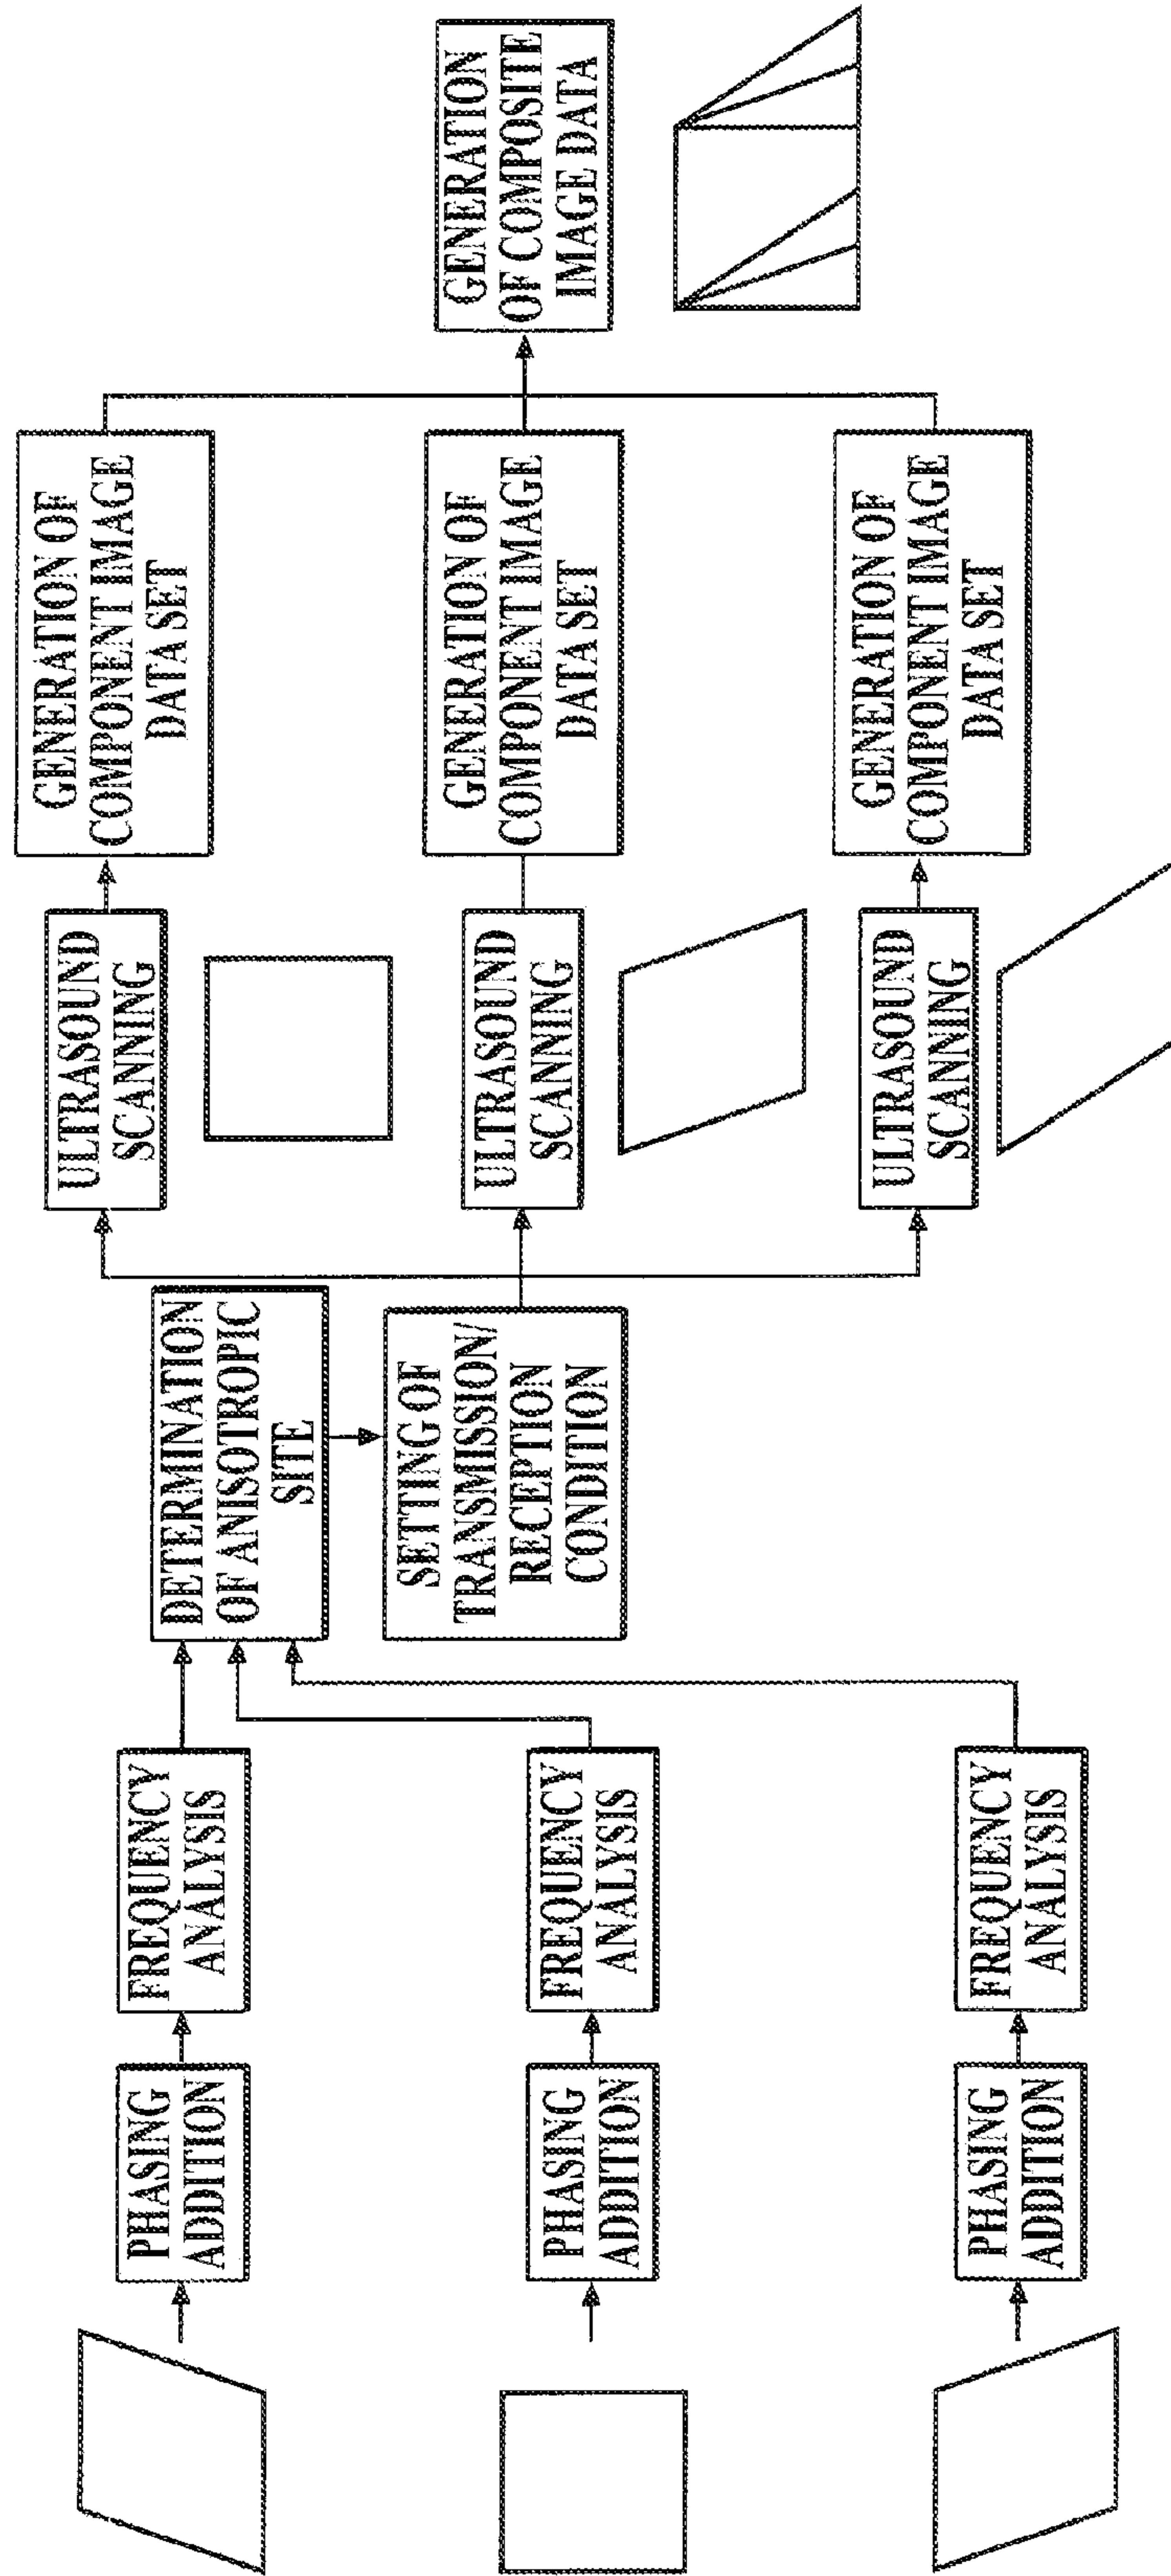 PHASING
ADDITION
FREQUENCY
ANALYSIS
PHASING
ADDITION
FREQUENCY
ANALYSIS
PHASING
ADDITION
FREQUENCY
ANALYSIS
DETERMINATION
OF ANISOTROPIC
SITE
SETTING OF
TRANSMISSION/
RECEPTION
CONDITION
ULTRASOUND
SCANNING
GENERATION OF
COMPONENT IMAGE
DATA SET
ULTRASOUND
SCANNING
GENERATION OF
COMPONENT IMAGE
DATA SET
ULTRASOUND
SCANNING
GENERATION OF
COMPONENT IMAGE
DATA SET
GENERATION
OF COMPOSITE
IMAGE DATA